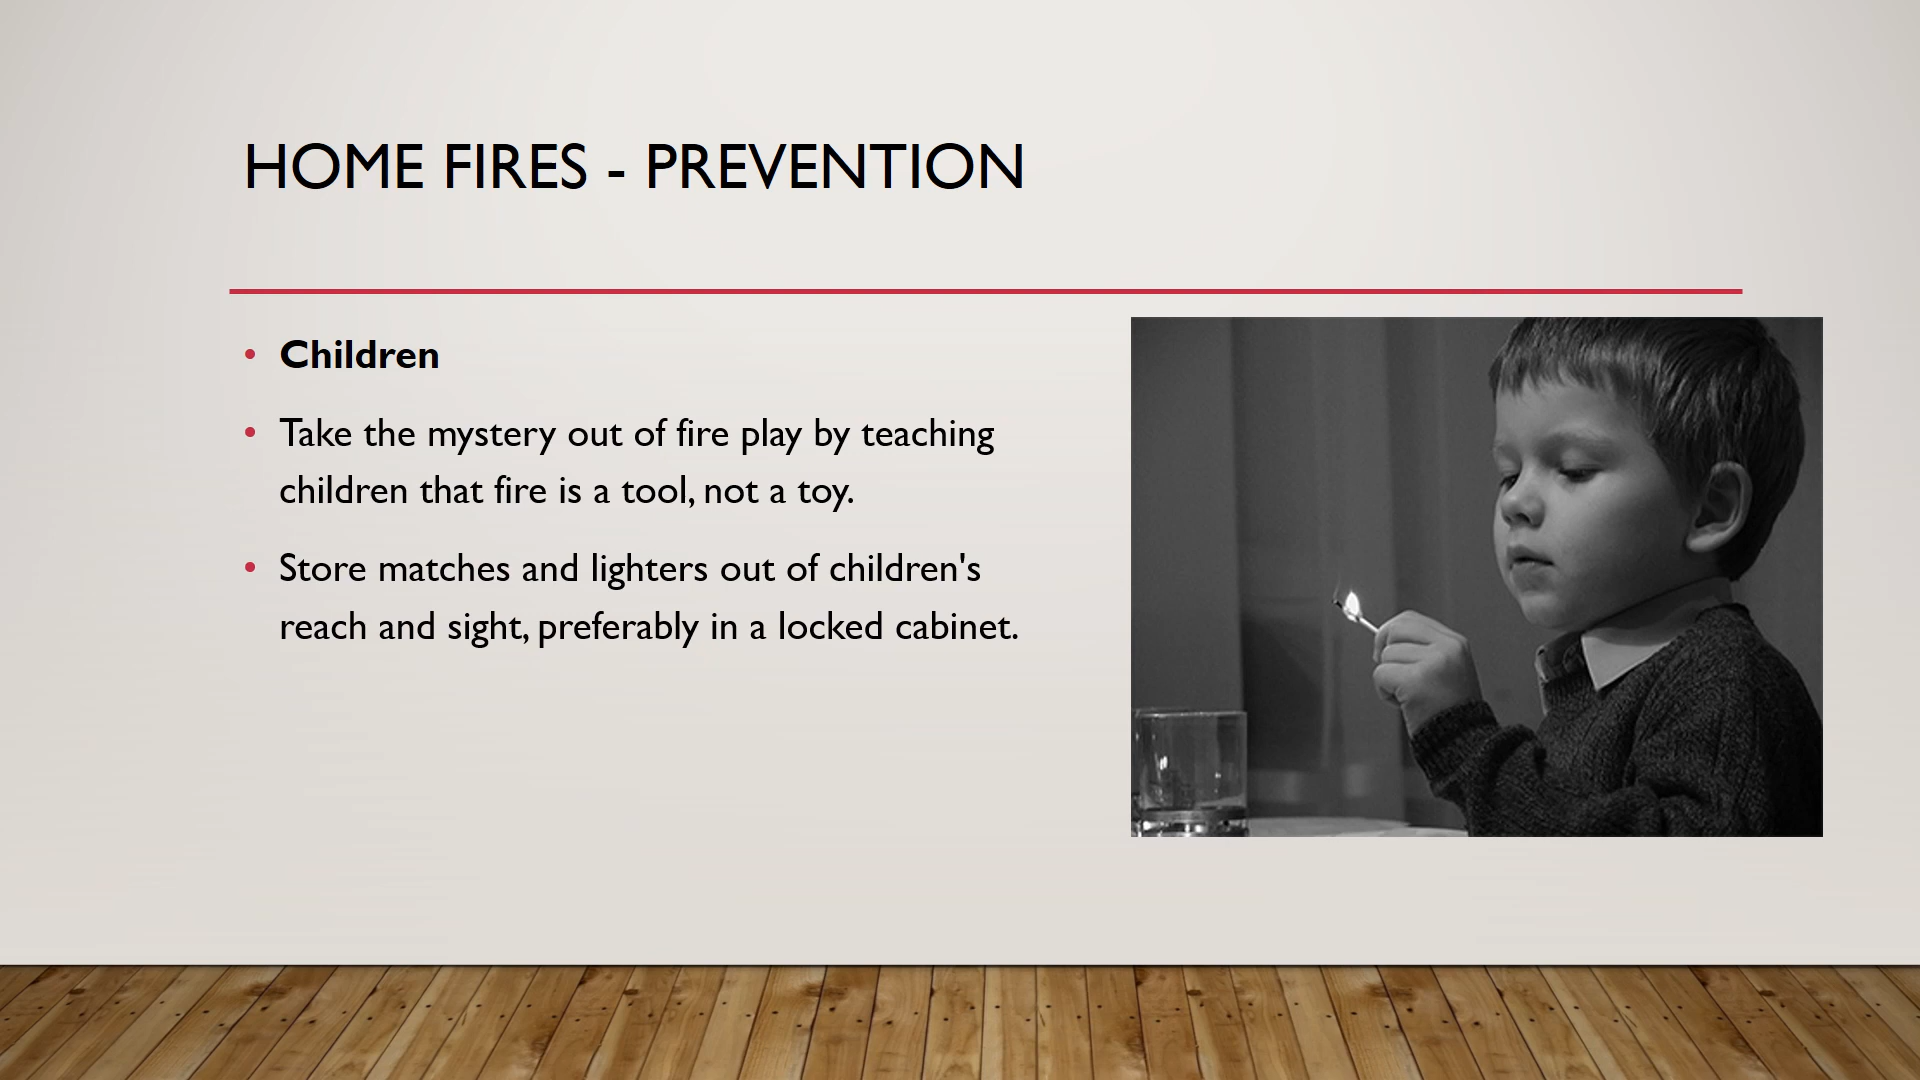 HOME FIRES - PREVENTION
• Children
• Take the mystery out of fire play by teaching
children that fire is a tool, not a toy.
• Store matches and lighters out of children's
reach and sight, preferably in a locked cabinet.